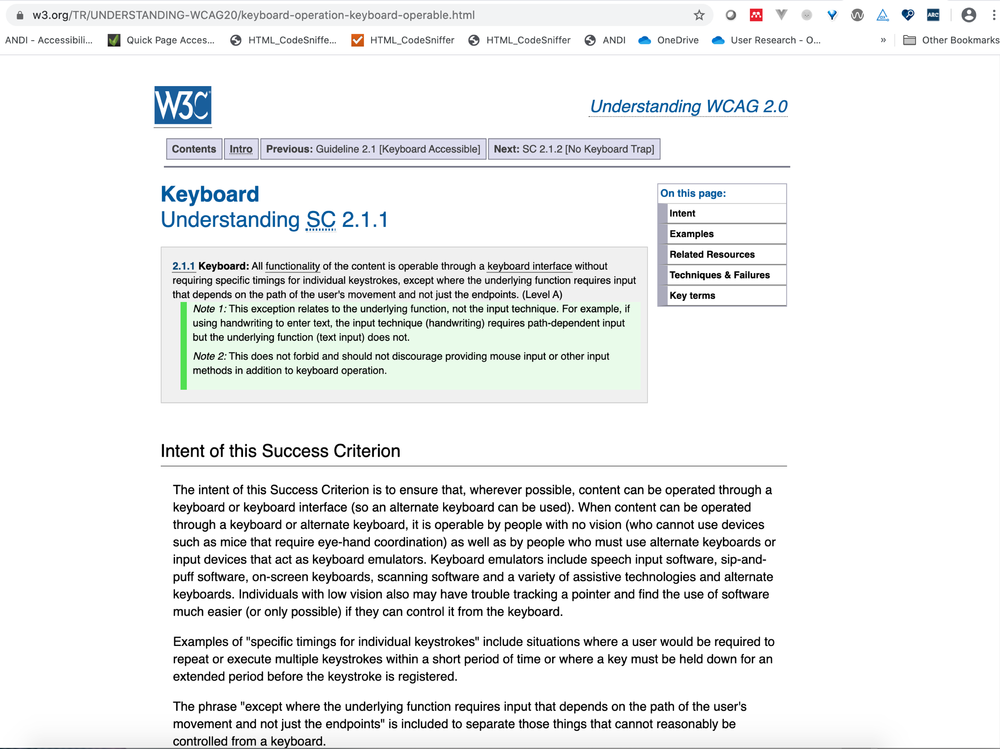 w3.org/TR/UNDERSTANDING-WCAG20/keyboard-operation-keyboard-operable.html
ARC
ANDI - Accessibili... Quick Page Acces... HTML_CodeSniffe... HTML_CodeSniffer HTML_CodeSniffer ANDI OneDrive User Research - O... » Other Bookmarks
W3C®
Understanding WCAG 2.0
Contents Intro Previous: Guideline 2.1 [Keyboard Accessible] Next: SC 2.1.2 [No Keyboard Trap]
Keyboard
Understanding SC 2.1.1
On this page:
Intent
Examples
Related Resources
Techniques & Failures
Key terms
2.1.1 Keyboard: All functionality of the content is operable through a keyboard interface without
requiring specific timings for individual keystrokes, except where the underlying function requires input
that depends on the path of the user's movement and not just the endpoints. (Level A)
Note 1: This exception relates to the underlying function, not the input technique. For example, if
using handwriting to enter text, the input technique (handwriting) requires path-dependent input
but the underlying function (text input) does not.
Note 2: This does not forbid and should not discourage providing mouse input or other input
methods in addition to keyboard operation.
Intent of this Success Criterion
The intent of this Success Criterion is to ensure that, wherever possible, content can be operated through a
keyboard or keyboard interface (so an alternate keyboard can be used). When content can be operated
through a keyboard or alternate keyboard, it is operable by people with no vision (who cannot use devices
such as mice that require eye-hand coordination) as well as by people who must use alternate keyboards or
input devices that act as keyboard emulators. Keyboard emulators include speech input software, sip-and-
puff software, on-screen keyboards, scanning software and a variety of assistive technologies and alternate
keyboards. Individuals with low vision also may have trouble tracking a pointer and find the use of software
much easier (or only possible) if they can control it from the keyboard.
Examples of "specific timings for individual keystrokes" include situations where a user would be required to
repeat or execute multiple keystrokes within a short period of time or where a key must be held down for an
extended period before the keystroke is registered.
The phrase "except where the underlying function requires input that depends on the path of the user's
movement and not just the endpoints" is included to separate those things that cannot reasonably be
controlled from a keyboard.